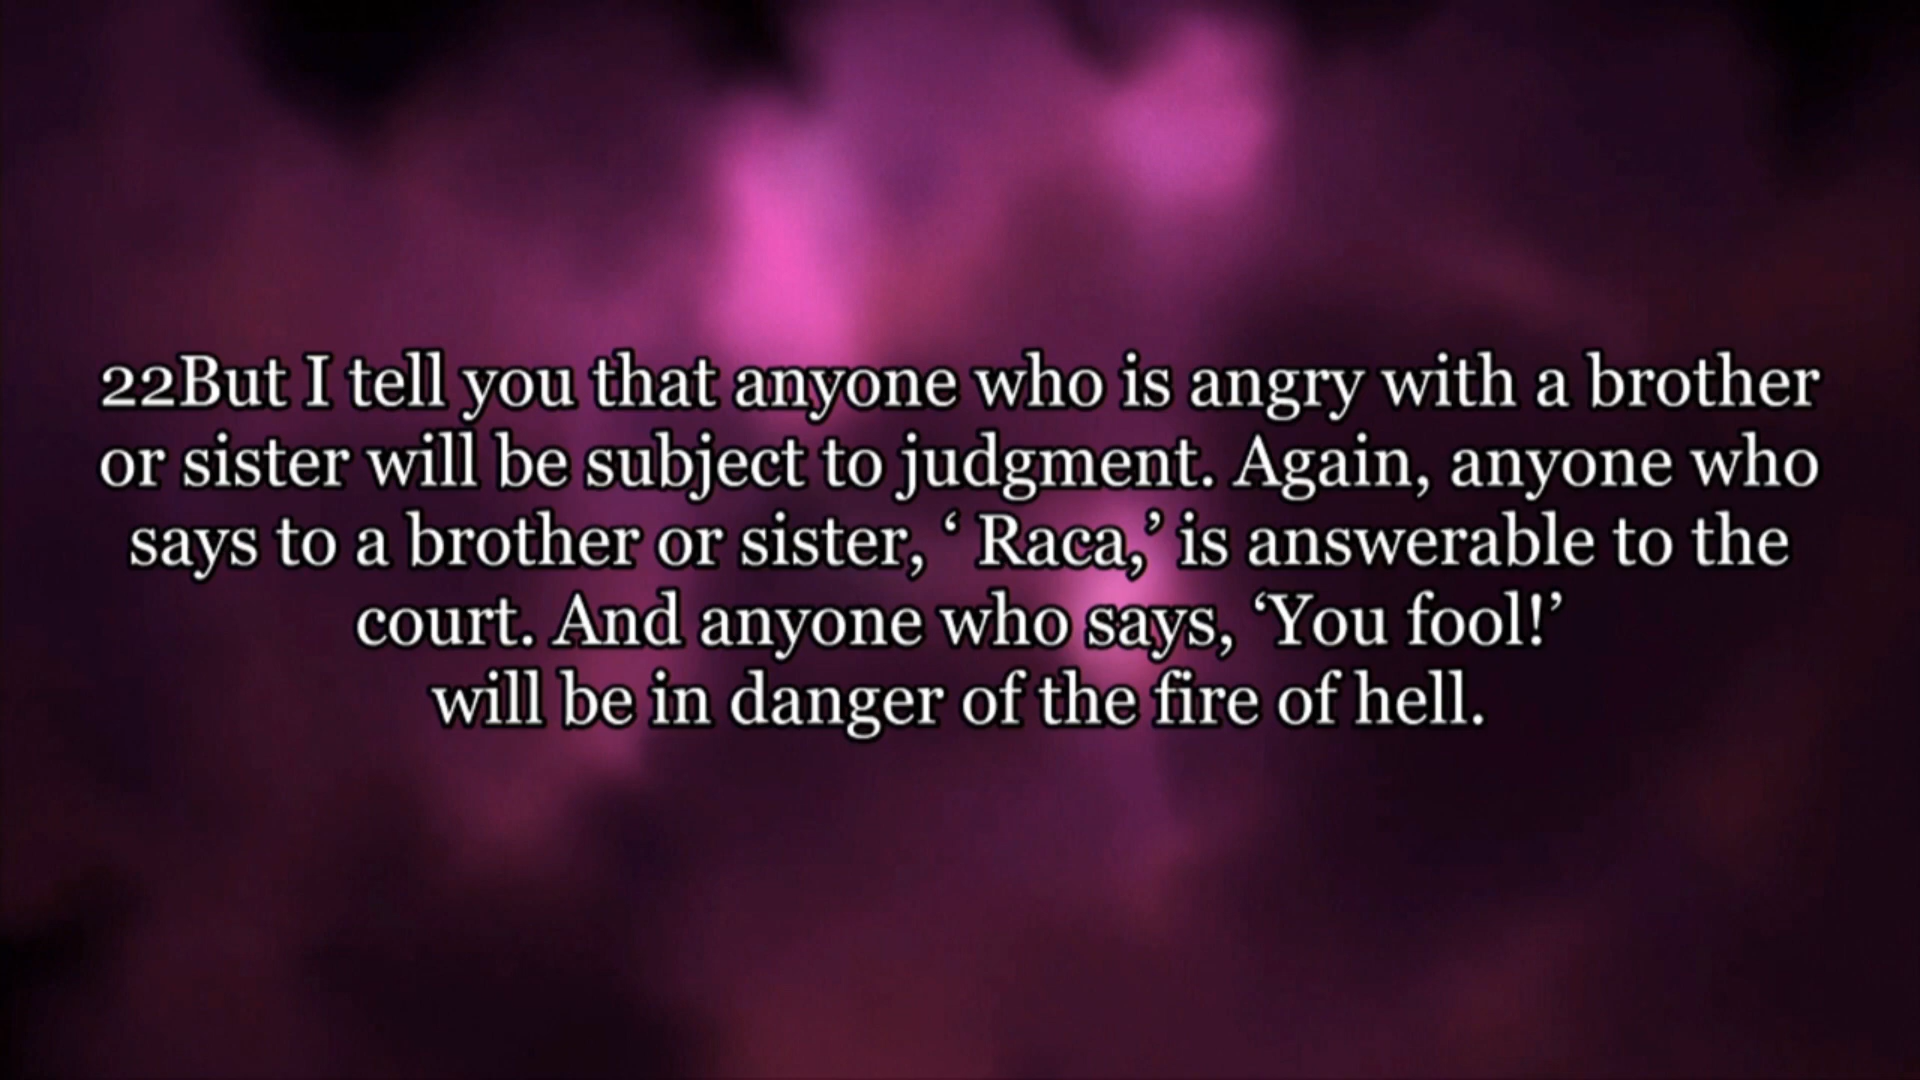 22But I tell you that anyone who is angry with a brother
or sister will be subject to judgment. Again, anyone who
says to a brother or sister, ‘ Raca,’ is answerable to the
court. And anyone who says, ‘You fool!’
will be in danger of the fire of hell.